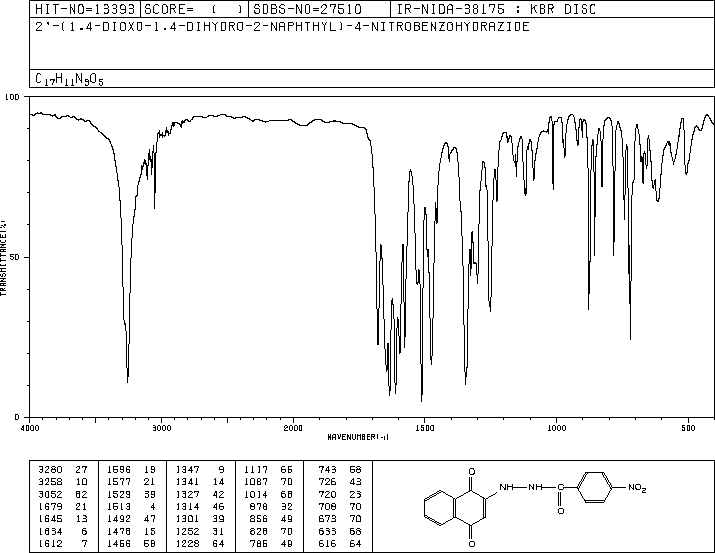 HIT-NO=13393 SCORE= ( ) SDBS-NO=27510 IR-NIDA-38175 : KBR DISC
2'-(1,4-DIOXO-1,4-DIHYDRO-2-NAPHTHYL)-4-NITROBENZOHYDRAZIDE
C17H11N3O5
100
50
0
TRANSMITTANCE(%)
4000 3000 2000 1500 1000 500
WAVENUMBER(-1)
3280 27 1596 19 1347 9 1117 66 743 58
3258 10 1577 21 1341 14 1087 70 726 43
3052 62 1529 39 1327 42 1014 68 720 23
1679 21 1513 4 1314 46 878 32 708 70
1645 13 1492 47 1301 39 856 49 673 70
1634 6 1478 15 1252 31 828 70 633 68
1612 7 1456 59 1228 64 785 49 616 64
O
NH NH C NO2
O
O